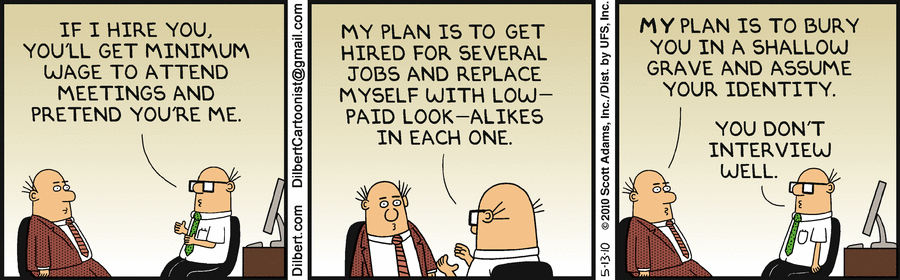 IF I HIRE YOU,
YOU'LL GET MINIMUM
WAGE TO ATTEND
MEETINGS AND
PRETEND YOU'RE ME.
Dilbert.com DilbertCartoonist@gmail.com
MY PLAN IS TO GET
HIRED FOR SEVERAL
JOBS AND REPLACE
MYSELF WITH LOW-
PAID LOOK-ALIKES
IN EACH ONE.
5-13-10 © 2010 Scott Adams, Inc./Dist. by UFS, Inc.
MY PLAN IS TO BURY
YOU IN A SHALLOW
GRAVE AND ASSUME
YOUR IDENTITY.
YOU DON'T
INTERVIEW
WELL.